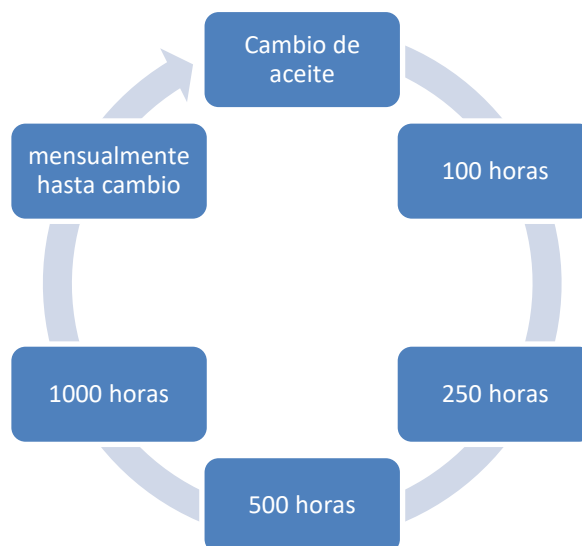 Cambio de
aceite
100 horas
250 horas
500 horas
1000 horas
mensualmente
hasta cambio